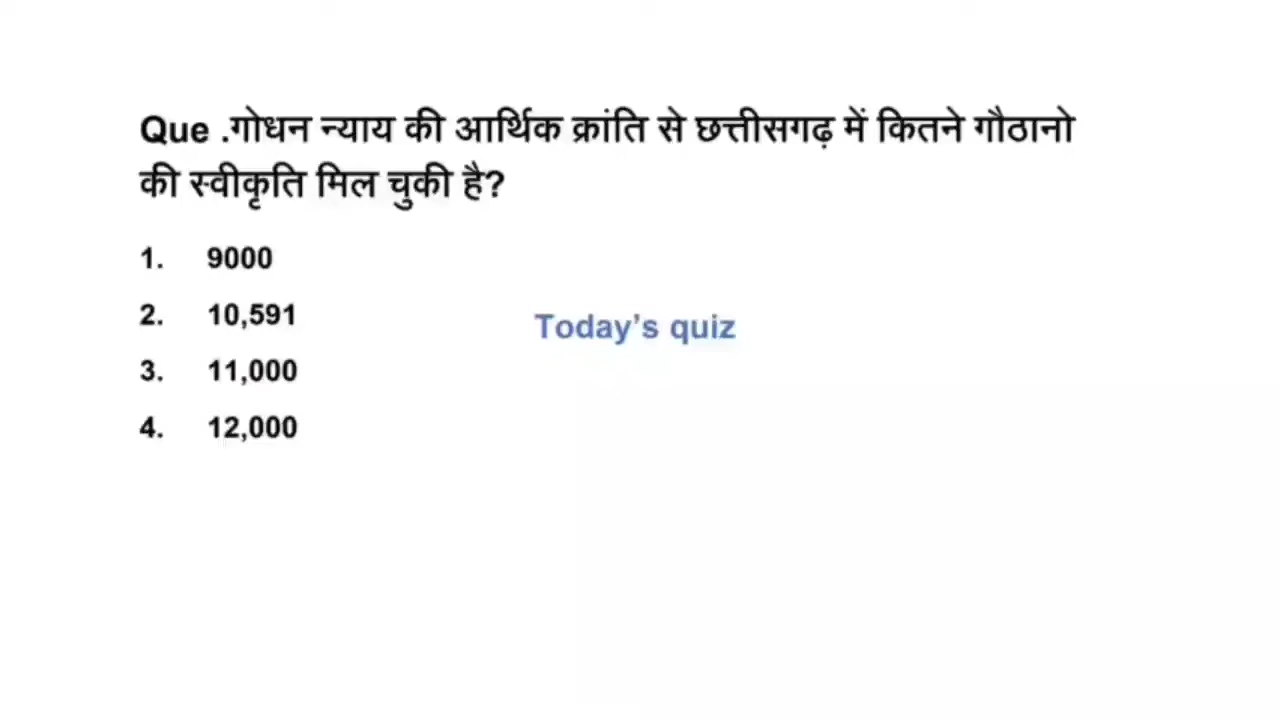 Que .गोधन न्याय की आर्थिक क्रांति से छत्तीसगढ़ में कितने गौठानो
की स्वीकृति मिल चुकी है?
1. 9000
2. 10,591
Today's quiz
3. 11,000
4. 12,000